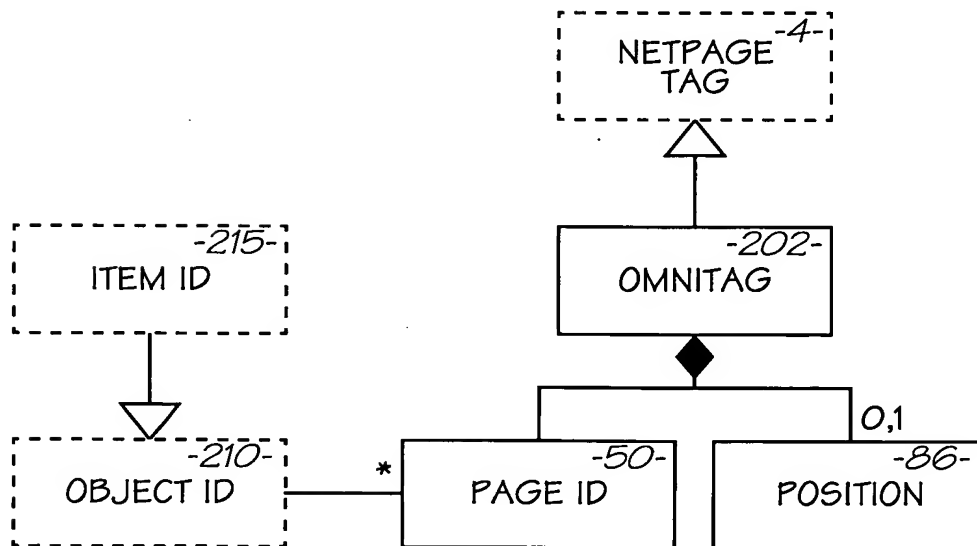 -4-
NETPAGE
TAG
-215-
ITEM ID
-202-
OMNITAG
0,1
-210-
OBJECT ID
*
-50-
PAGE ID
-86-
POSITION